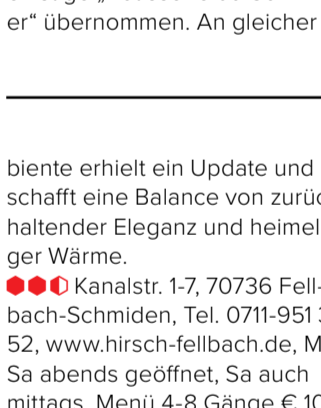 er“ übernommen. An gleicher
biente erhielt ein Update und
schafft eine Balance von
haltender Eleganz und
ger Wärme.
Kanalstr. 1-7, 70736 Fell-
bach-Schmiden, Tel. 0711-951
52, www.hirsch-fellbach.de,
Sa abends geöffnet, Sa auch
mittags, Menü 4-8 Gänge €